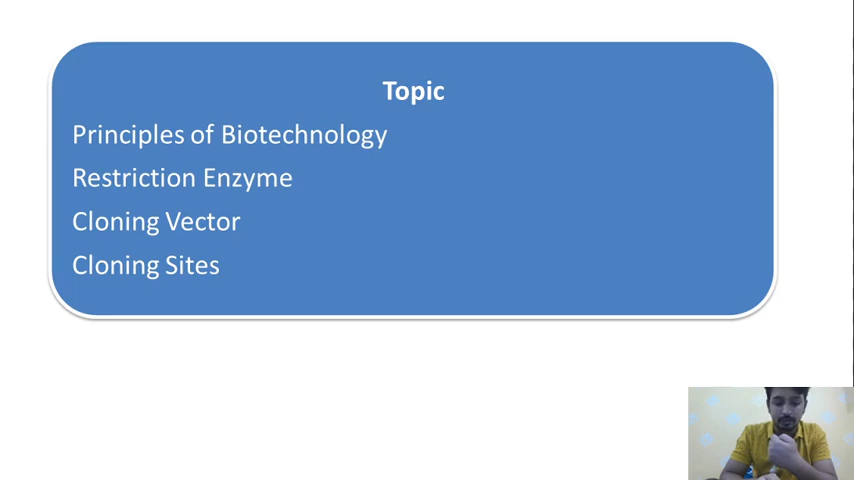 Topic
Principles of Biotechnology
Restriction Enzyme
Cloning Vector
Cloning Sites